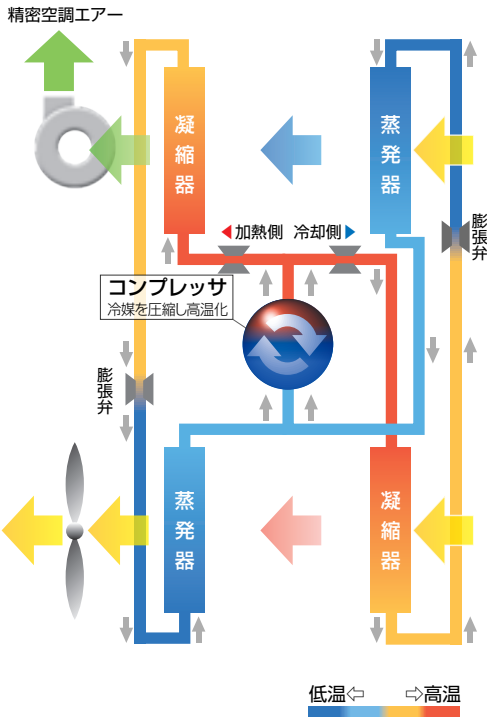 精密空調エアー
凝縮器
蒸発器
加熱側 冷却側
膨張弁
コンプレッサ
冷媒を圧縮し高温化
膨張弁
蒸発器
凝縮器
低温⇦ ⇨高温